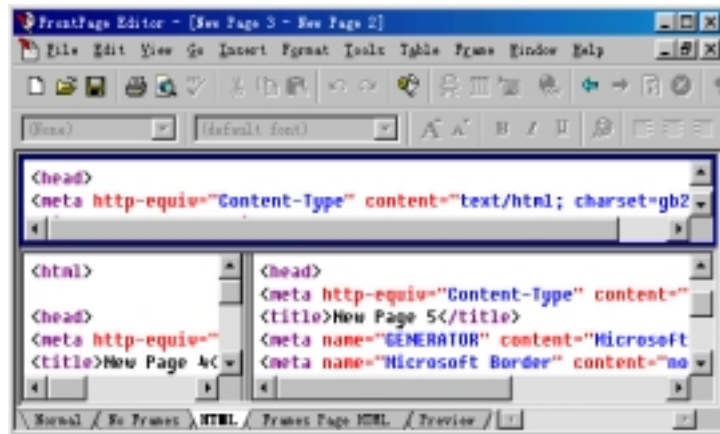 FrontPage Editor - [New Page 3 - New Page 2]
File Edit View Go Insert Format Tools Table Frame Window Help
(None) (default font)
<head>
<meta http-equiv="Content-Type" content="text/html; charset=gb2
<html>
<head>
<meta http-equiv="
<title>New Page 4<
<head>
<meta http-equiv="Content-Type" content="
<title>New Page 5</title>
<meta name="GENERATOR" content="Microsoft
<meta name="Microsoft Border" content="no
Normal / No Frames \ HTML / Frames Page HTML / Preview /